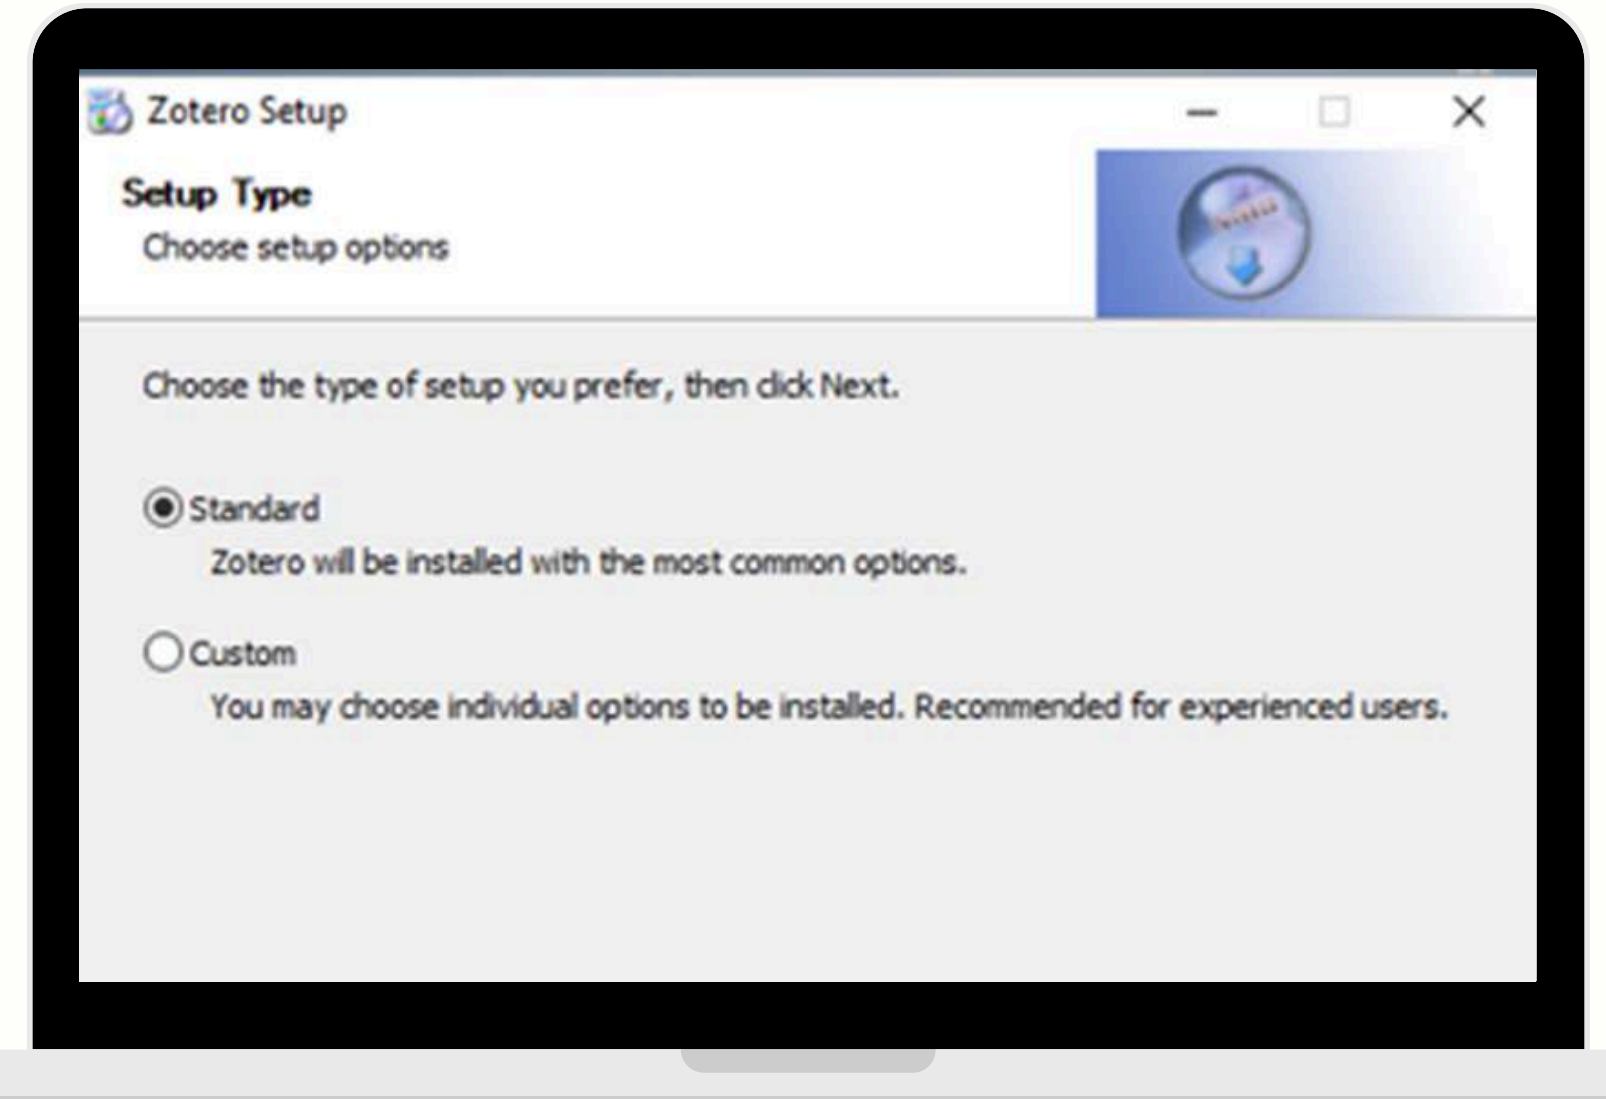 Zotero Setup
Setup Type
Choose setup options
Choose the type of setup you prefer, then click Next.
Standard
Zotero will be installed with the most common options.
Custom
You may choose individual options to be installed. Recommended for experienced users.